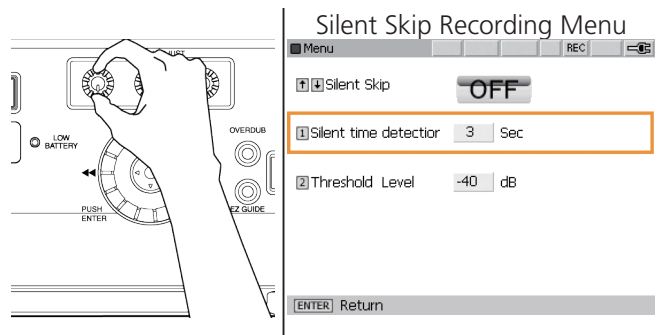 Silent Skip Recording Menu
JUST
LOW
BATTERY
OVERDUB
PUSH
ENTER
EZ GUIDE
Menu
REC
↑ ↓ Silent Skip OFF
1 Silent time detectior 3 Sec
2 Threshold Level -40 dB
ENTER Return